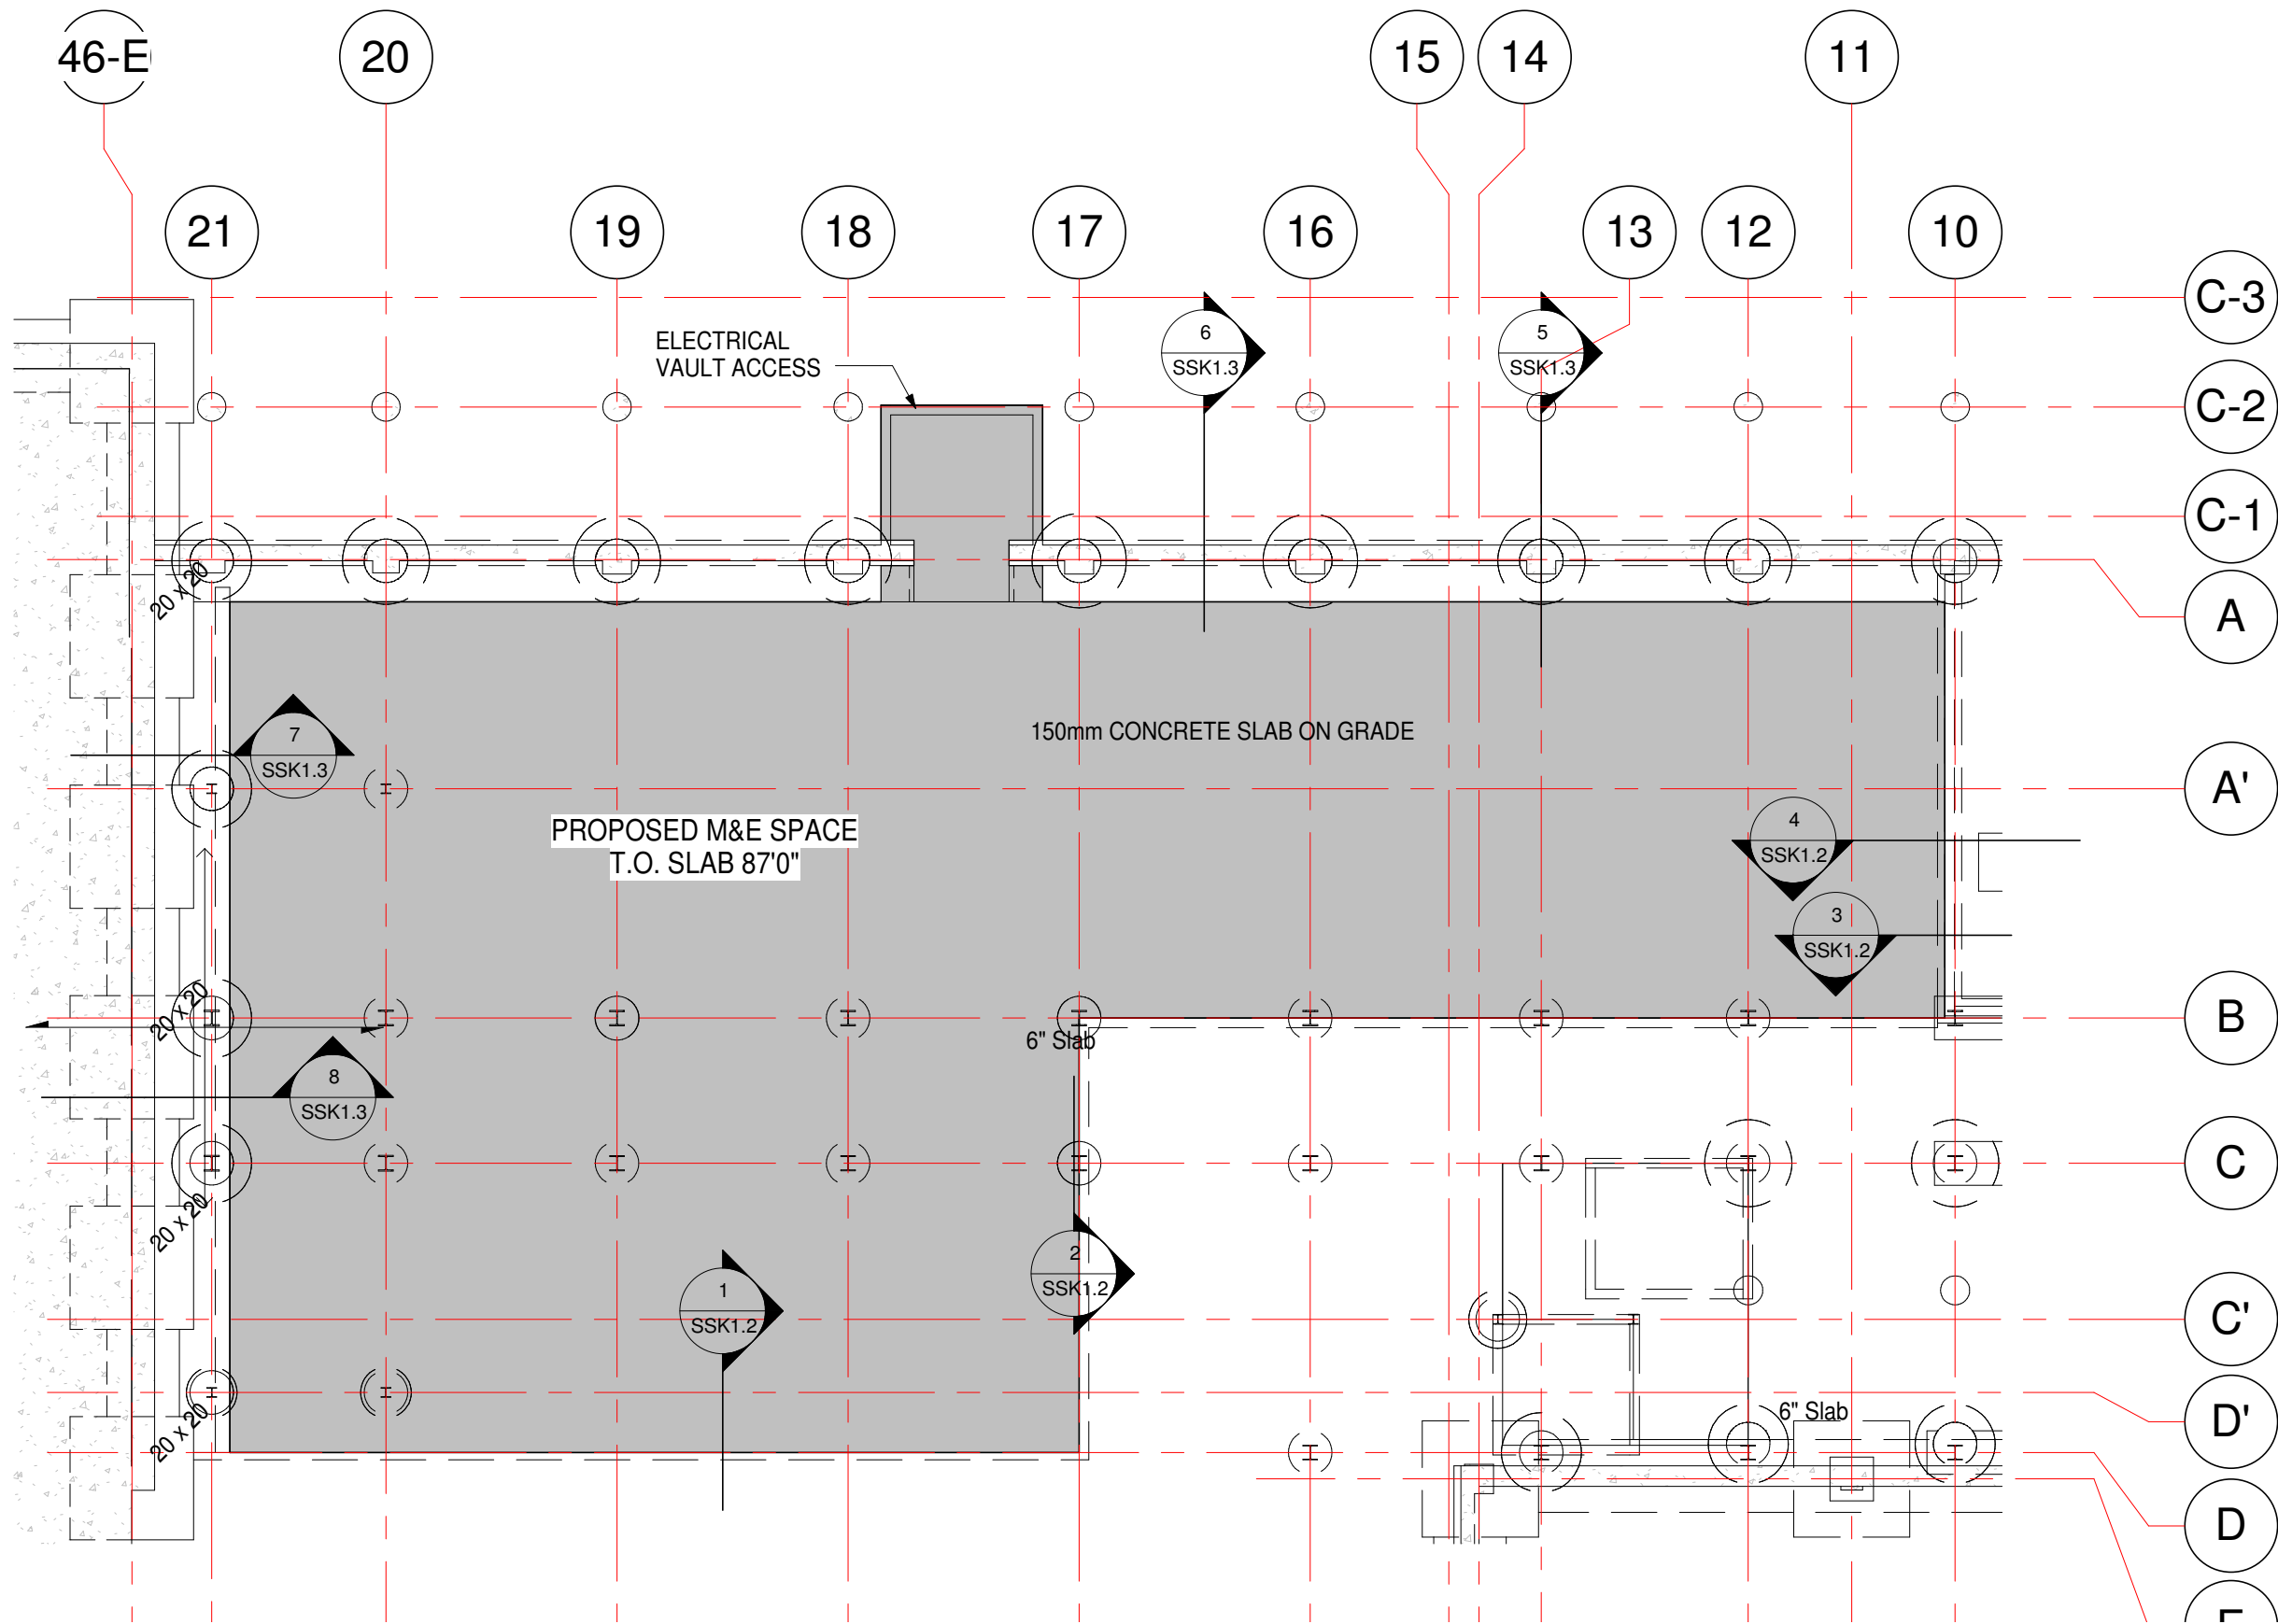 46-E
20
15
14
11
21
19
18
17
16
13
12
10
C-3
ELECTRICAL
VAULT ACCESS
6
SSK1.3
5
SSK1.3
C-2
C-1
20 x 20
A
7
SSK1.3
150mm CONCRETE SLAB ON GRADE
A'
PROPOSED M&E SPACE
T.O. SLAB 87'0"
4
SSK1.2
3
SSK1.2
20 x 20
B
6" Slab
8
SSK1.3
C
20 x 20
2
SSK1.2
1
SSK1.2
C'
D'
6" Slab
20 x 20
D